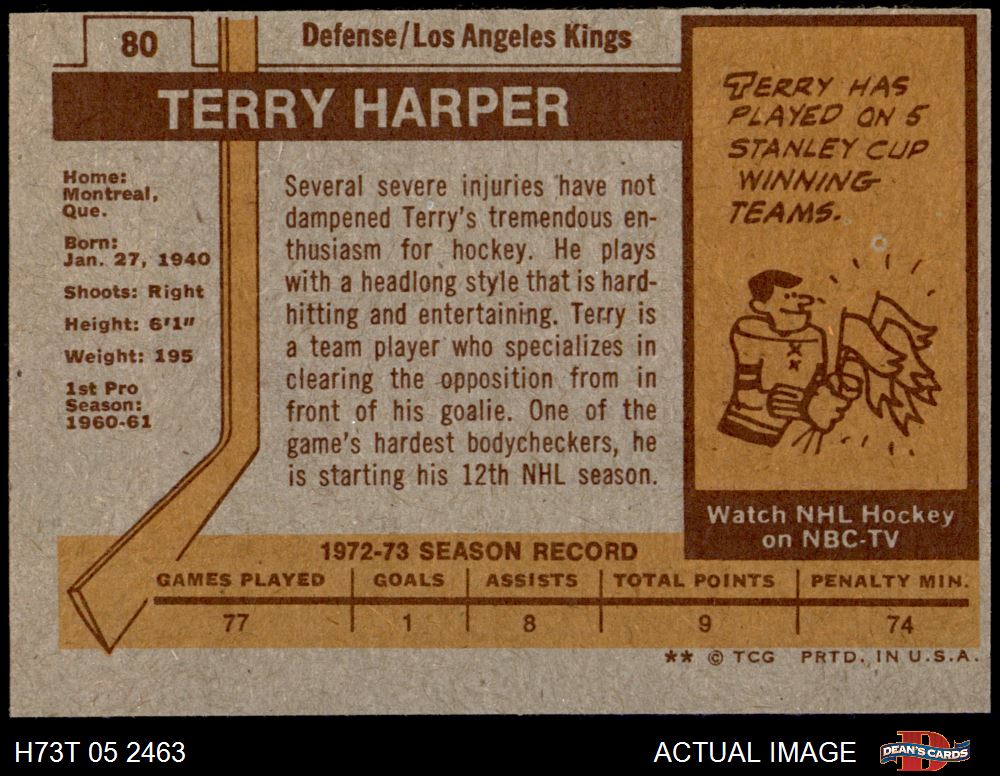 80
Defense/Los Angeles Kings
TERRY HARPER
Home:
Montreal,
Que.
Born:
Jan. 27, 1940
Shoots: Right
Height: 6'1"
Weight: 195
1st Pro
Season:
1960-61
Several severe injuries have not
dampened Terry's tremendous en-
thusiasm for hockey. He plays
with a headlong style that is hard-
hitting and entertaining. Terry is
a team player who specializes in
clearing the opposition from in
front of his goalie. One of the
game's hardest bodycheckers, he
is starting his 12th NHL season.
TERRY HAS
PLAYED ON 5
STANLEY CUP
WINNING
TEAMS.
Watch NHL Hockey
on NBC-TV
1972-73 SEASON RECORD
GAMES PLAYED GOALS ASSISTS TOTAL POINTS PENALTY MIN.
77 1 8 9 74
** © TCG PRTD. IN U.S.A.
H73T 05 2463
ACTUAL IMAGE
D
DEAN'S CARDS